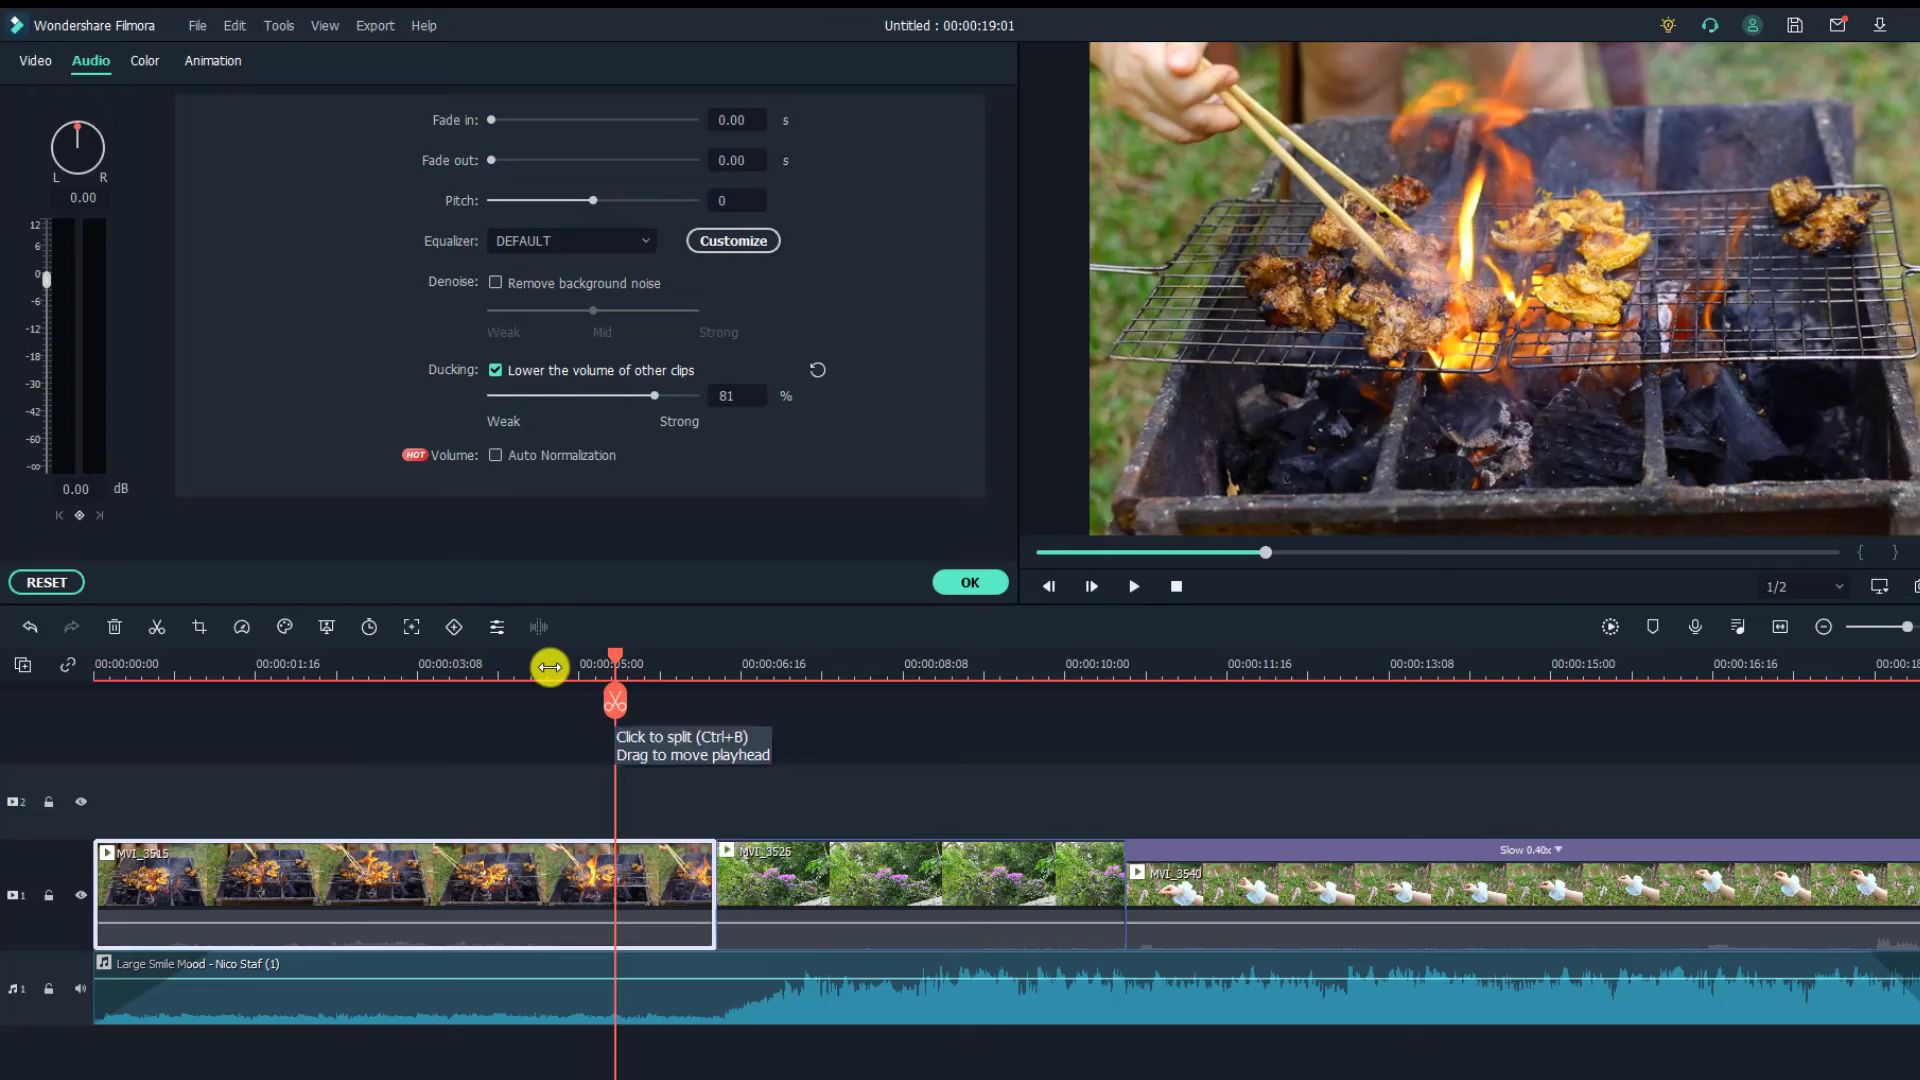 Wondershare Filmora File Edit Tools View Export Help Untitled : 00:00:19:01
Video Audio Color Animation
Fade in: 0.00 s
Fade out: 0.00 s
Pitch: 0
Equalizer: DEFAULT Customize
Denoise: Remove background noise
Weak Mid Strong
Ducking: Lower the volume of other clips
81 %
Weak Strong
HOT Volume: Auto Normalization
L R
0.00
12
6
0
-6
-12
-18
-30
-42
-60
-∞
0.00 dB
RESET OK
{ }
1/2
00:00:00:00 00:00:01:16 00:00:03:08 00:00:05:00 00:00:06:16 00:00:08:08 00:00:10:00 00:00:11:16 00:00:13:08 00:00:15:00 00:00:16:16 00:00:18
Click to split (Ctrl+B)
Drag to move playhead
2
1
MVI_3515 MVI_3525 Slow 0.40x
MVI_3540
Large Smile Mood - Nico Staf (1)
1